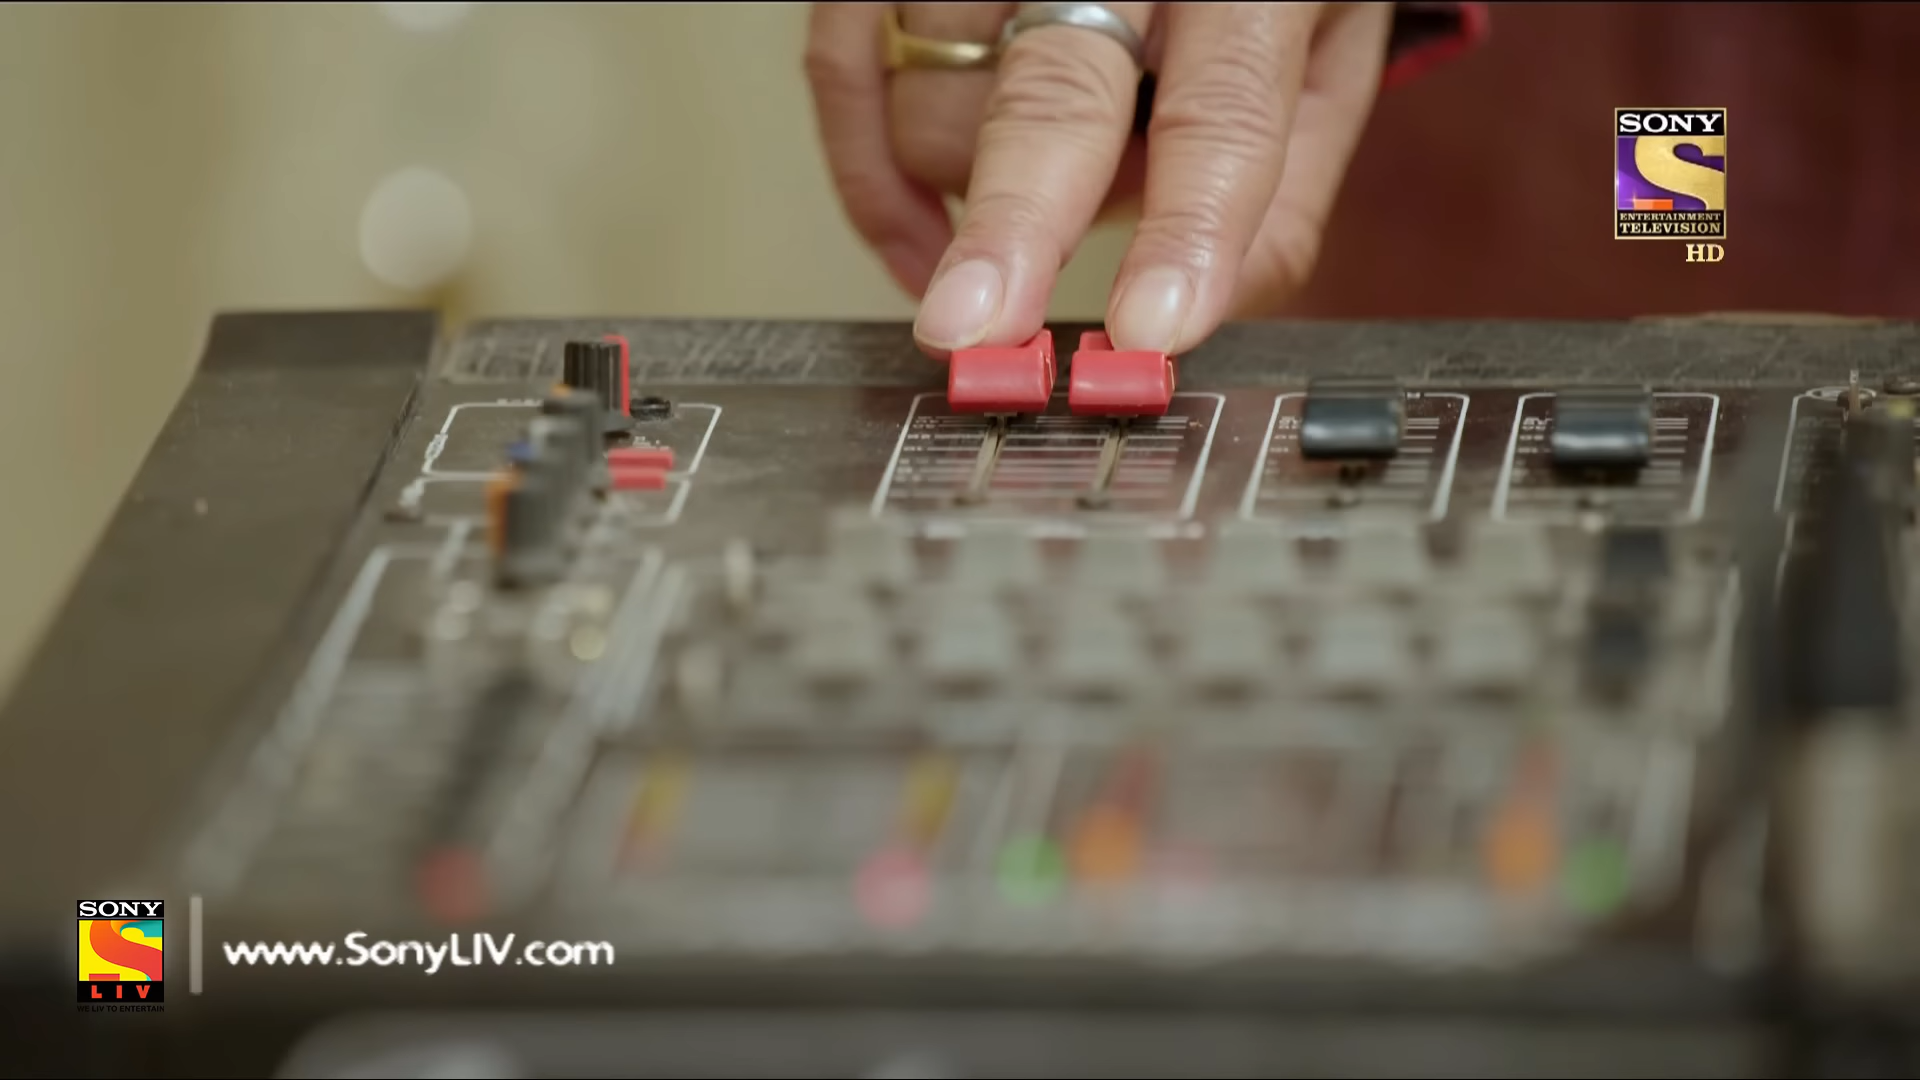 SONY
ENTERTAINMENT
TELEVISION
HD
SONY
LIV
WE LIV TO ENTERTAIN
www.SonyLIV.com